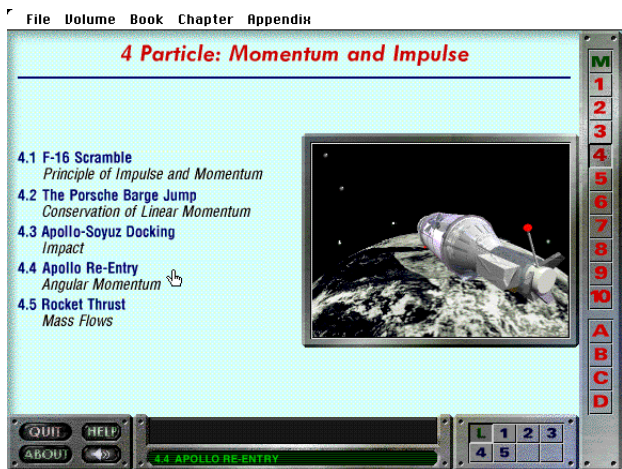 File Volume Book Chapter Appendix
4 Particle: Momentum and Impulse
4.1 F-16 Scramble
Principle of Impulse and Momentum
4.2 The Porsche Barge Jump
Conservation of Linear Momentum
4.3 Apollo-Soyuz Docking
Impact
4.4 Apollo Re-Entry
Angular Momentum
4.5 Rocket Thrust
Mass Flows
M
1
2
3
4
5
6
7
8
9
10
A
B
C
D
QUIT HELP
ABOUT
4.4 APOLLO RE-ENTRY
L 1 2 3
4 5